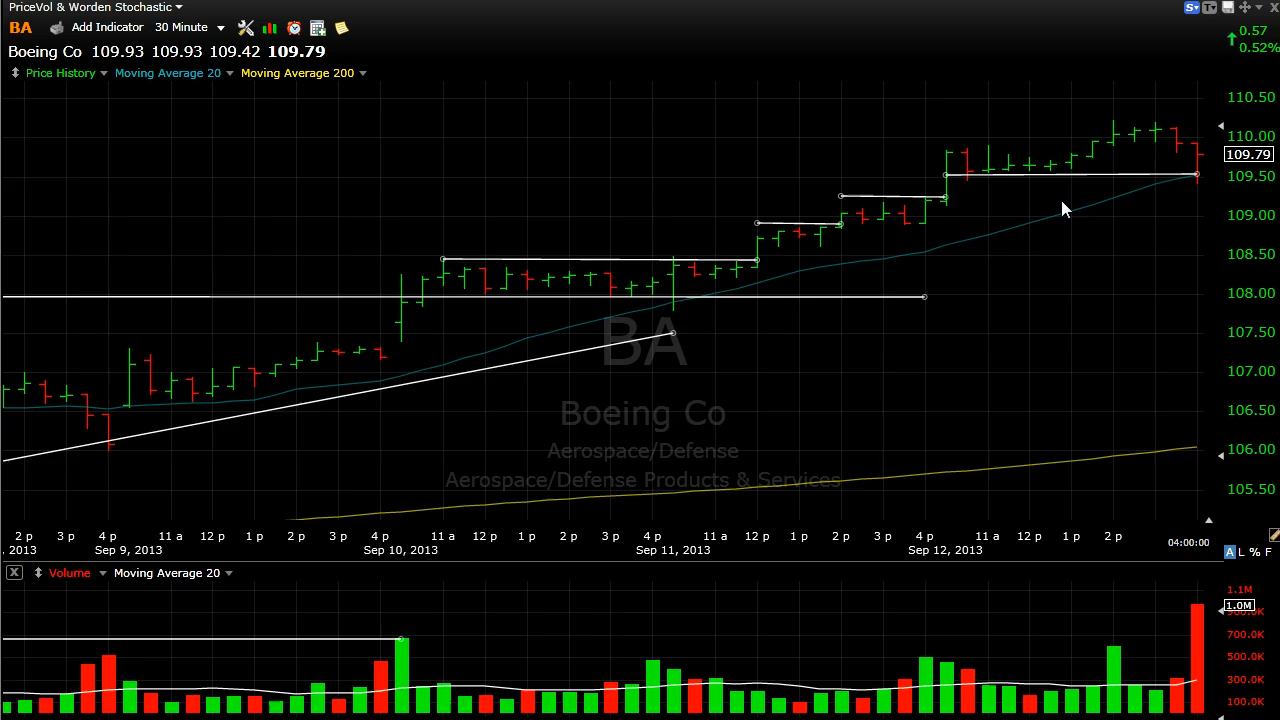 PriceVol & Worden Stochastic
S T X
BA Add Indicator 30 Minute
Boeing Co 109.93 109.93 109.42 109.79
0.57
0.52%
Price History Moving Average 20 Moving Average 200
110.50
110.00
109.79
109.50
109.00
108.50
108.00
107.50
107.00
106.50
106.00
105.50
BA
Boeing Co
Aerospace/Defense
Aerospace/Defense Products & Services
2 p 3 p 4 p 11 a 12 p 1 p 2 p 3 p 4 p 11 a 12 p 1 p 2 p 3 p 4 p 11 a 12 p 1 p 2 p 3 p 4 p 11 a 12 p 1 p 2 p
, 2013 Sep 9, 2013 Sep 10, 2013 Sep 11, 2013 Sep 12, 2013
04:00:00
A L % F
X Volume Moving Average 20
1.1M
1.0M
700.0K
500.0K
300.0K
100.0K